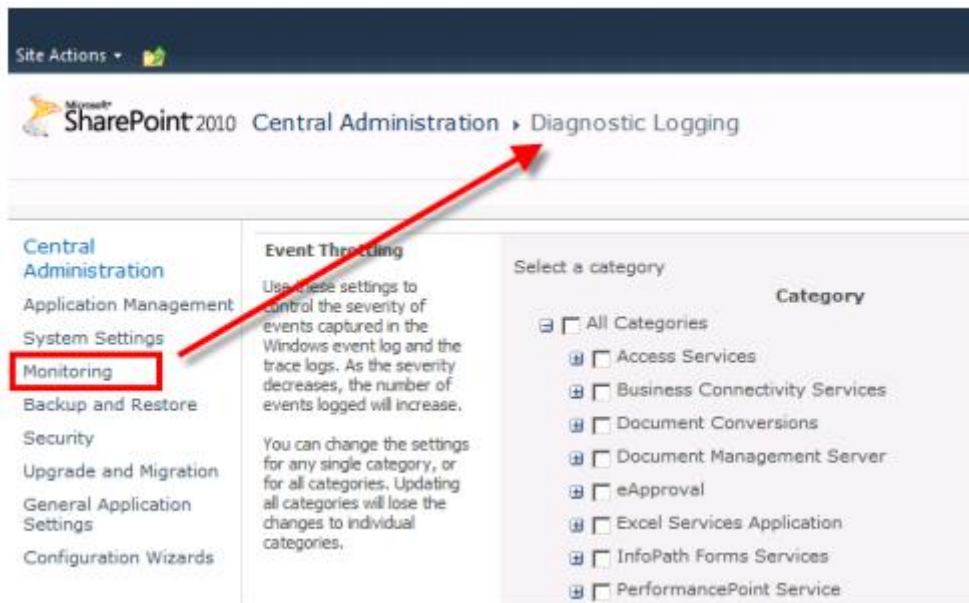 Site Actions
Microsoft
SharePoint 2010 Central Administration Diagnostic Logging
Central
Administration
Application Management
System Settings
Monitoring
Backup and Restore
Security
Upgrade and Migration
General Application
Settings
Configuration Wizards
Event Throttling
Use these settings to
control the severity of
events captured in the
Windows event log and the
trace logs. As the severity
decreases, the number of
events logged will increase.
You can change the settings
for any single category, or
for all categories. Updating
all categories will lose the
changes to individual
categories.
Select a category
Category
All Categories
Access Services
Business Connectivity Services
Document Conversions
Document Management Server
eApproval
Excel Services Application
InfoPath Forms Services
PerformancePoint Service